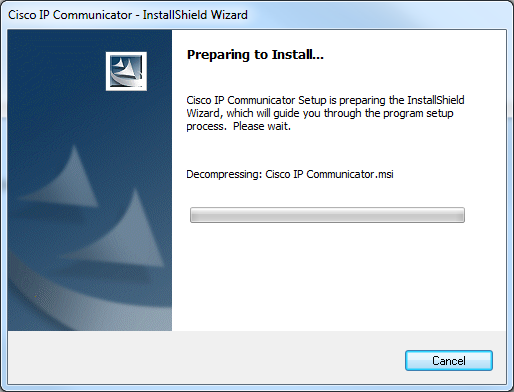 Cisco IP Communicator - InstallShield Wizard
Preparing to Install...
Cisco IP Communicator Setup is preparing the InstallShield
Wizard, which will guide you through the program setup
process.  Please wait.
Decompressing: Cisco IP Communicator.msi
Cancel